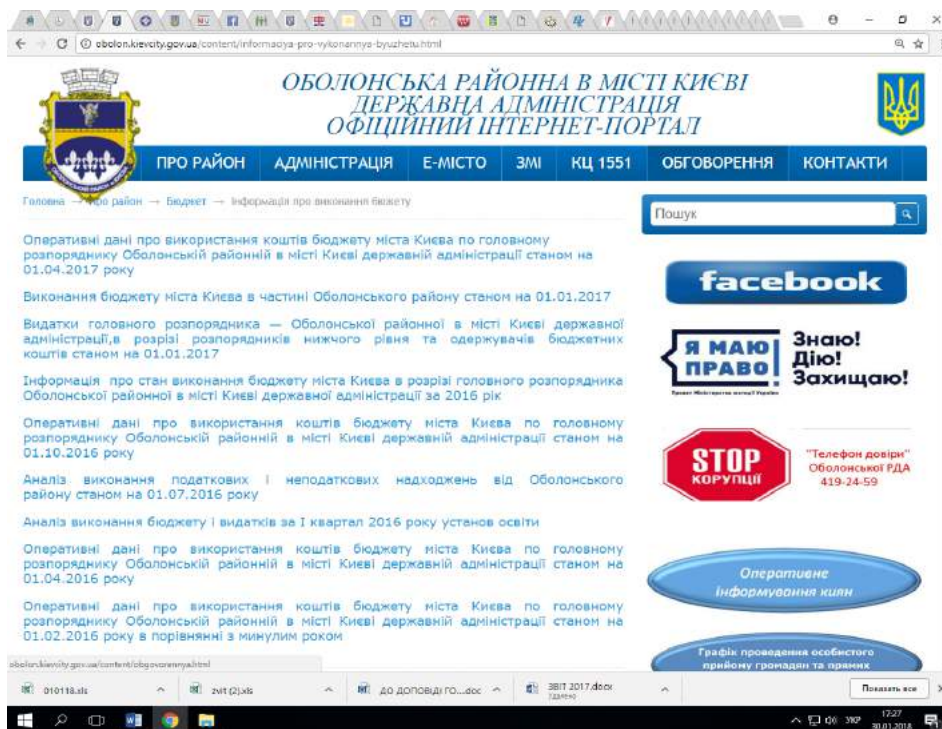 obolon.kievcity.gov.ua/content/informaciya-pro-vykonannya-byuzhetu.html
ОБОЛОНСЬКА РАЙОННА В МІСТІ КИЄВІ
ДЕРЖАВНА АДМІНІСТРАЦІЯ
ОФІЦІЙНИЙ ІНТЕРНЕТ-ПОРТАЛ
ПРО РАЙОН АДМІНІСТРАЦІЯ Е-МІСТО ЗМІ КЦ 1551 ОБГОВОРЕННЯ КОНТАКТИ
Головна → Про район → Бюджет → Інформація про виконання бюжету
Пошук
Оперативні дані про використання коштів бюджету міста Києва по головному
розпоряднику Оболонській районній в місті Києві державній адміністрації станом на
01.04.2017 року
Виконання бюджету міста Києва в частині Оболонського району станом на 01.01.2017
Видатки головного розпорядника — Оболонської районної в місті Києві державної
адміністрації,в розрізі розпорядників нижчого рівня та одержувачів бюджетних
коштів станом на 01.01.2017
Інформація про стан виконання бюджету міста Києва в розрізі головного розпорядника
Оболонської районної в місті Києві державної адміністрації за 2016 рік
Оперативні дані про використання коштів бюджету міста Києва по головному
розпоряднику Оболонській районній в місті Києві державній адміністрації станом на
01.10.2016 року
Аналіз виконання податкових і неподаткових надходжень від Оболонського
району станом на 01.07.2016 року
Аналіз виконання бюджету і видатків за І квартал 2016 року установ освіти
Оперативні дані про використання коштів бюджету міста Києва по головному
розпоряднику Оболонській районній в місті Києві державній адміністрації станом на
01.04.2016 року
Оперативні дані про використання коштів бюджету міста Києва по головному
розпоряднику Оболонській районній в місті Києві державній адміністрації станом на
01.02.2016 року в порівнянні з минулим роком
facebook
Я МАЮ
ПРАВО!
Знаю!
Дію!
Захищаю!
Проект Міністерства юстиції України
STOP
КОРУПЦІЇ
"Телефон довіри"
Оболонської РДА
419-24-59
Оперативне
інформування киян
Графік проведення особистого
прийому громадян та прямих
obolon.kievcity.gov.ua/content/obgovorennya.html
010118.xls
zvit (2).xls
ДО ДОПОВІДІ ГО....doc
ЗВІТ 2017.docx
Удалено
Показать все
УКР
17:27
30.01.2018